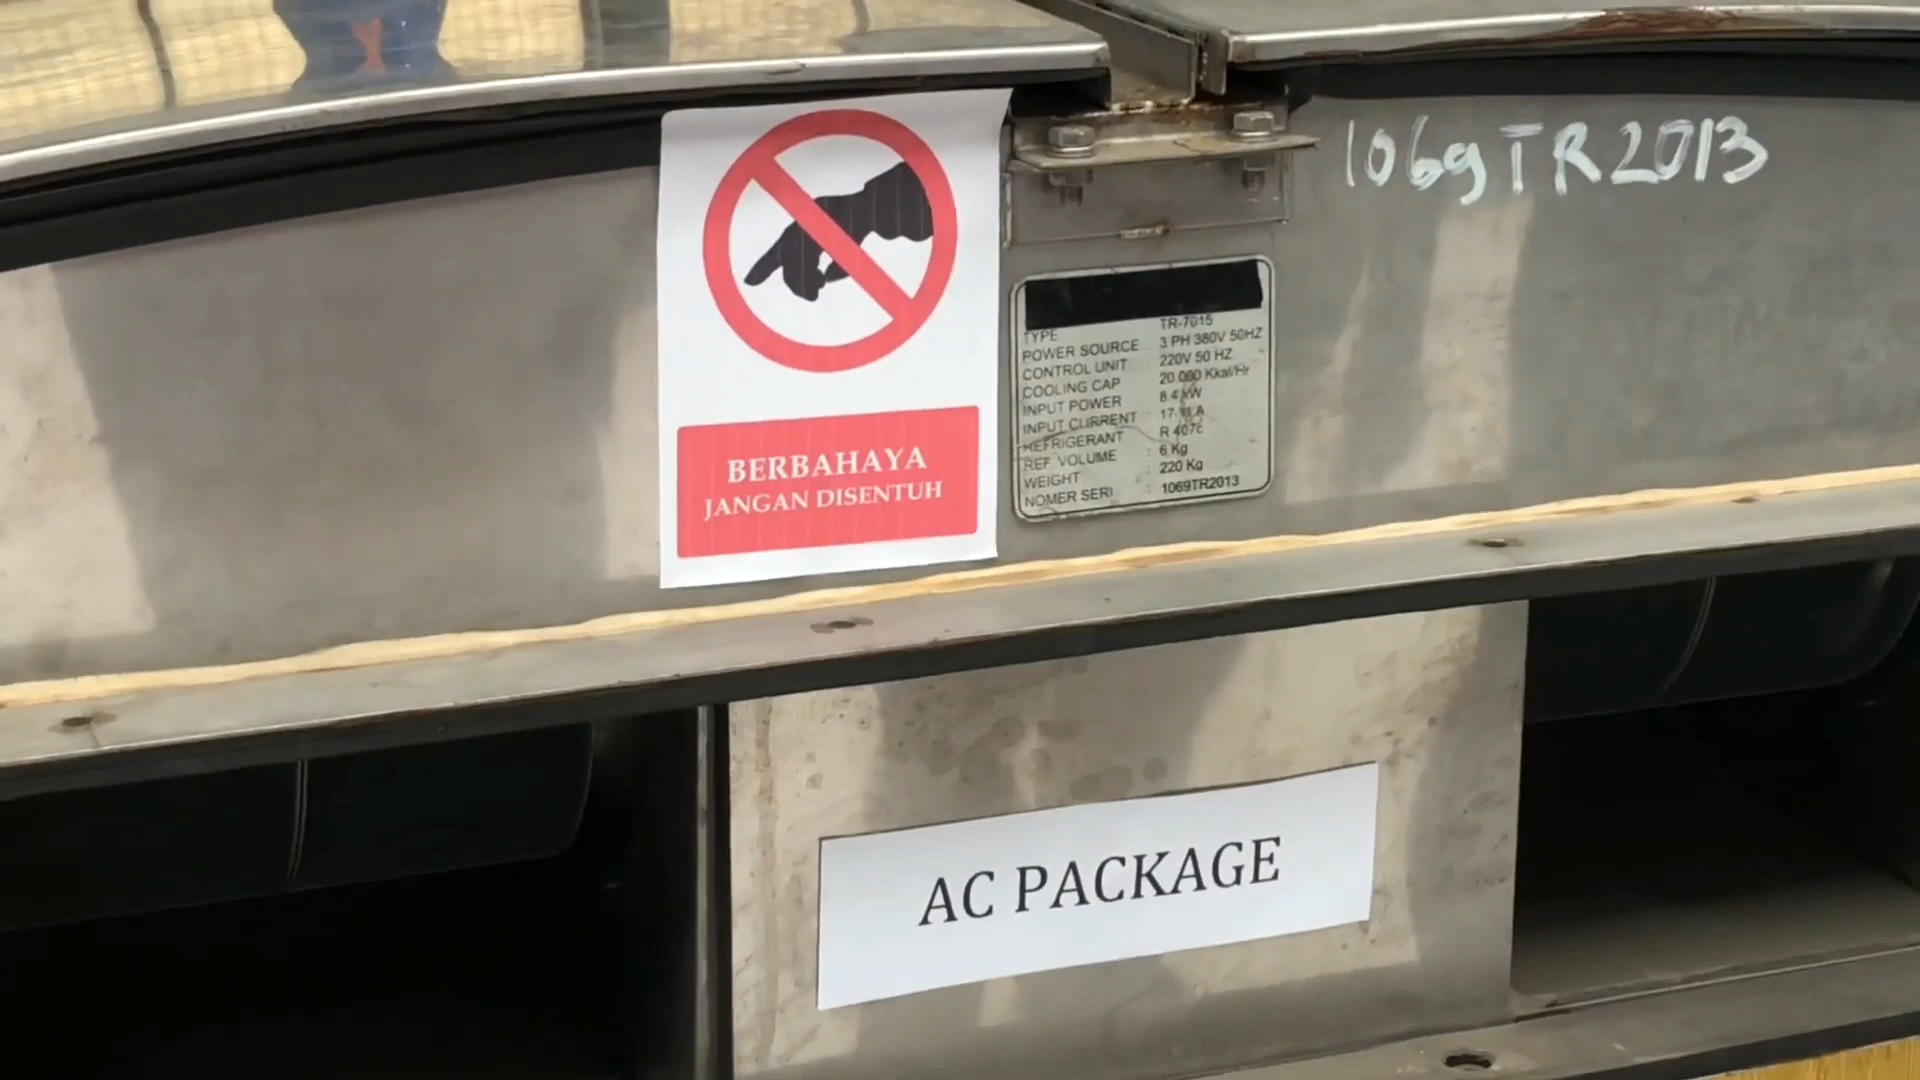 1069TR2013
BERBAHAYA
JANGAN DISENTUH
TYPE TR-7015
POWER SOURCE 3 PH 380V 50HZ
CONTROL UNIT 220V 50 HZ
COOLING CAP 20 000 Kkal/Hr
INPUT POWER 8.4 kW
INPUT CURRENT : 17 A
REFRIGERANT R 407c
REF VOLUME : 6 Kg
WEIGHT : 220 Kg
NOMER SERI : 1069TR2013
AC PACKAGE